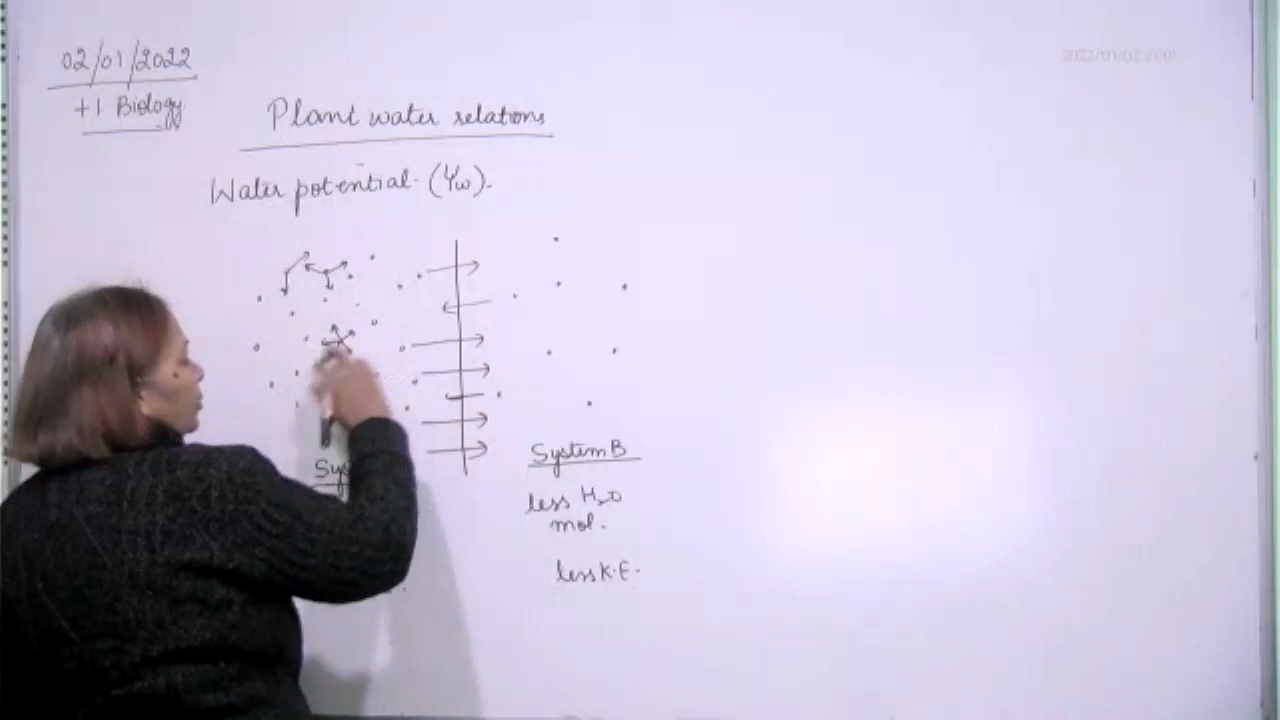 02/01/2022
+1 Biology
Plant water relations
Water potential (Ψw).
System B
less H2O
mol.
less K.E.